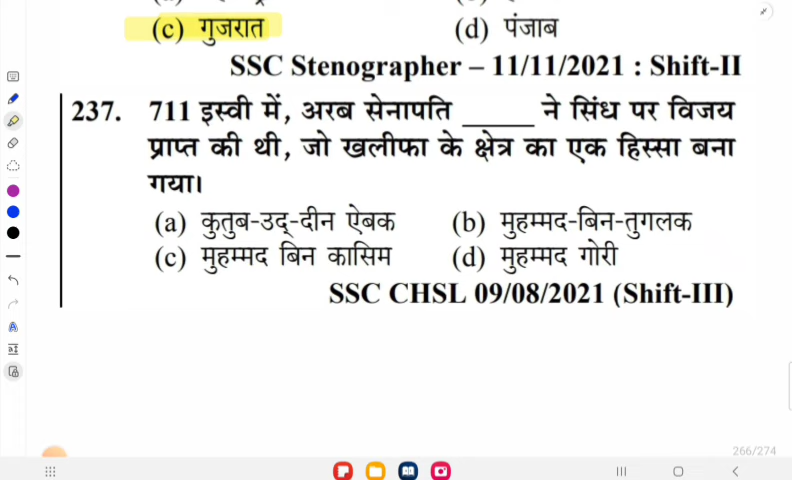 (c) गुजरात (d) पंजाब
SSC Stenographer – 11/11/2021 : Shift-II
237. 711 इस्वी में, अरब सेनापति _____ ने सिंध पर विजय
प्राप्त की थी, जो खलीफा के क्षेत्र का एक हिस्सा बना
गया।
(a) कुतुब-उद्-दीन ऐबक (b) मुहम्मद-बिन-तुगलक
(c) मुहम्मद बिन कासिम (d) मुहम्मद गोरी
SSC CHSL 09/08/2021 (Shift-III)
266/274